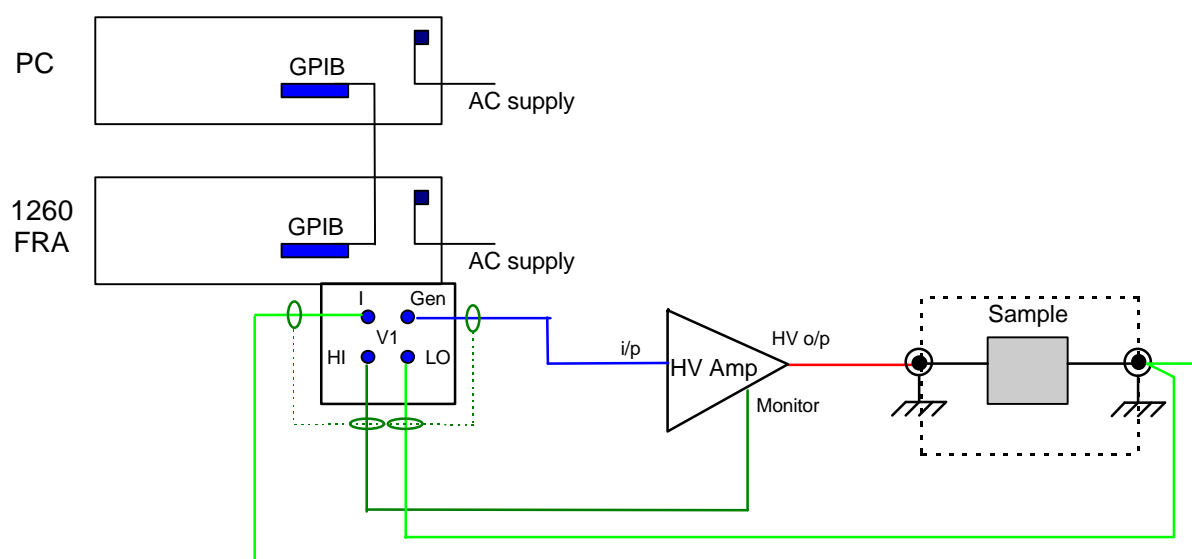 PC
GPIB
AC supply
1260
FRA
GPIB
AC supply
I
Gen
V1
HI
LO
i/p
HV Amp
HV o/p
Monitor
Sample